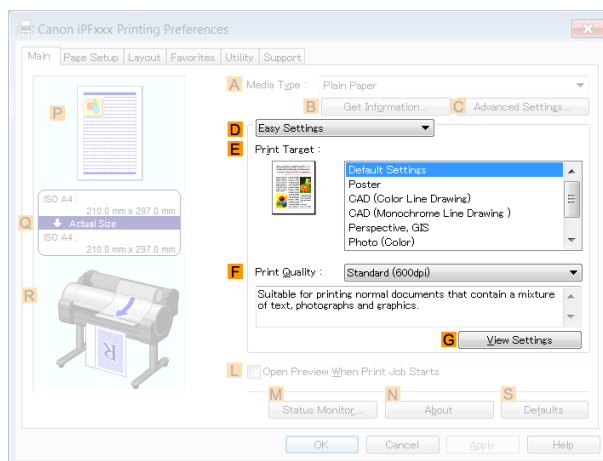 Canon iPFxxx Printing Preferences
Main Page Setup Layout Favorites Utility Support
A Media Type : Plain Paper
B Get Information... C Advanced Settings...
D Easy Settings
E Print Target :
Default Settings
Poster
CAD (Color Line Drawing)
CAD (Monochrome Line Drawing )
Perspective, GIS
Photo (Color)
P
ISO A4 :
210.0 mm x 297.0 mm
Q Actual Size
ISO A4 :
210.0 mm x 297.0 mm
R
R
F Print Quality : Standard (600dpi)
Suitable for printing normal documents that contain a mixture
of text, photographs and graphics.
G View Settings
L Open Preview When Print Job Starts
M N S
Status Monitor... About Defaults
OK Cancel Apply Help